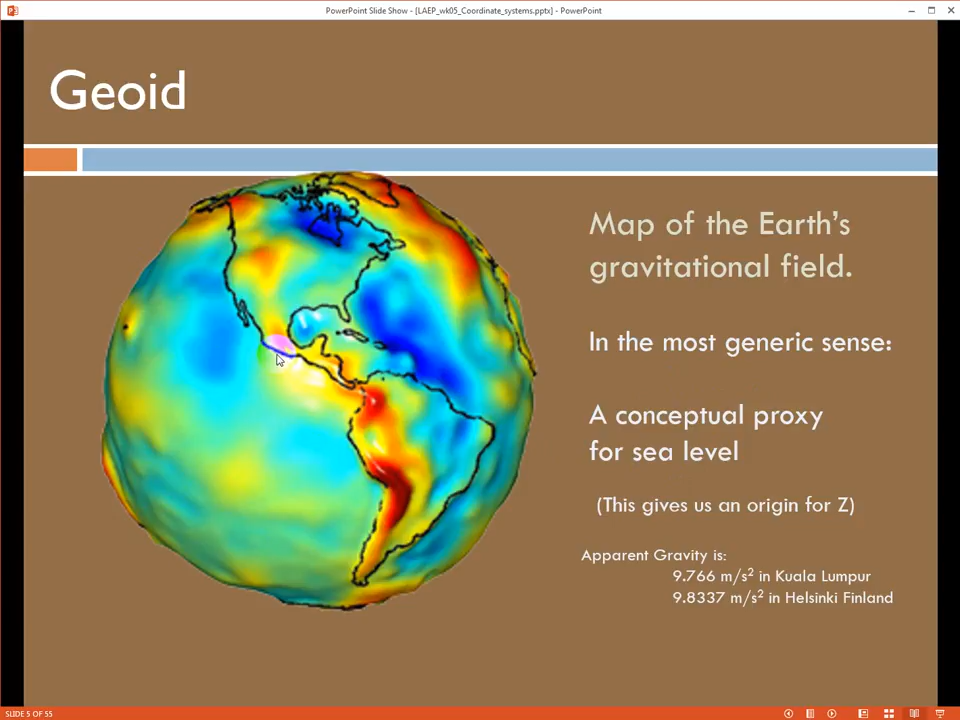 PowerPoint Slide Show - [LAEP_wk05_Coordinate_systems.pptx] - PowerPoint
Geoid
Map of the Earth's
gravitational field.
In the most generic sense:
A conceptual proxy
for sea level
(This gives us an origin for Z)
Apparent Gravity is:
9.766 m/s² in Kuala Lumpur
9.8337 m/s² in Helsinki Finland
SLIDE 5 OF 55